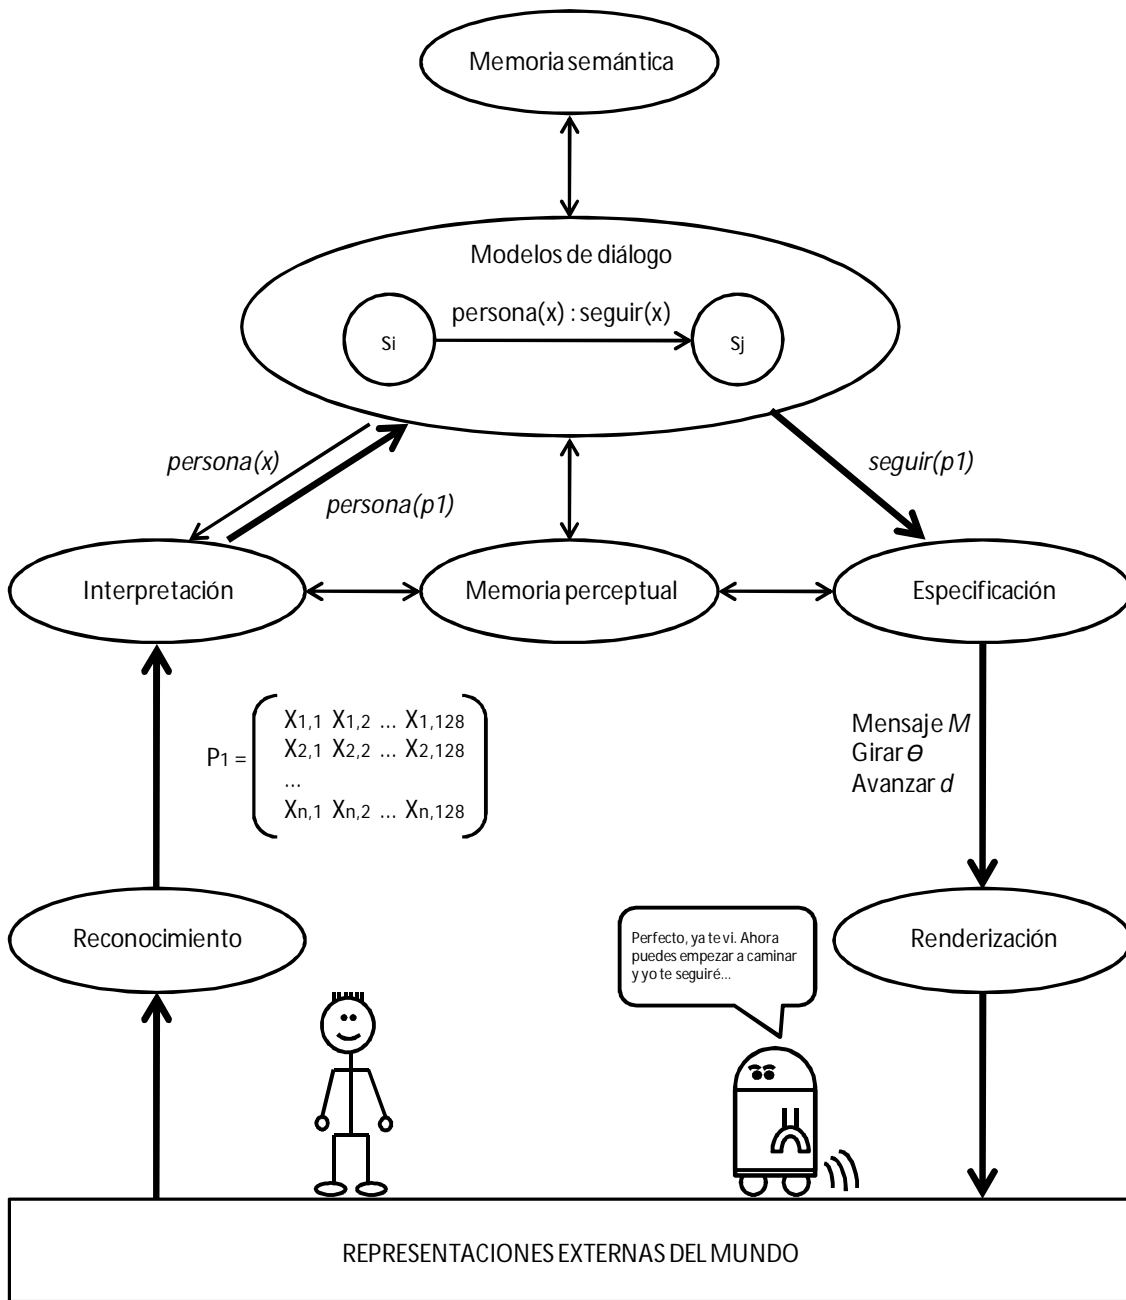 Memoria semántica
Modelos de diálogo
persona(x) : seguir(x)
Si
Sj
persona(x)
persona(p1)
seguir(p1)
Interpretación
Memoria perceptual
Especificación
P1 =
X1,1 X1,2 ... X1,128
X2,1 X2,2 ... X2,128
...
Xn,1 Xn,2 ... Xn,128
Mensaje M
Girar Ɵ
Avanzar d
Reconocimiento
Perfecto, ya te vi. Ahora
puedes empezar a caminar
y yo te seguiré...
Renderización
REPRESENTACIONES EXTERNAS DEL MUNDO